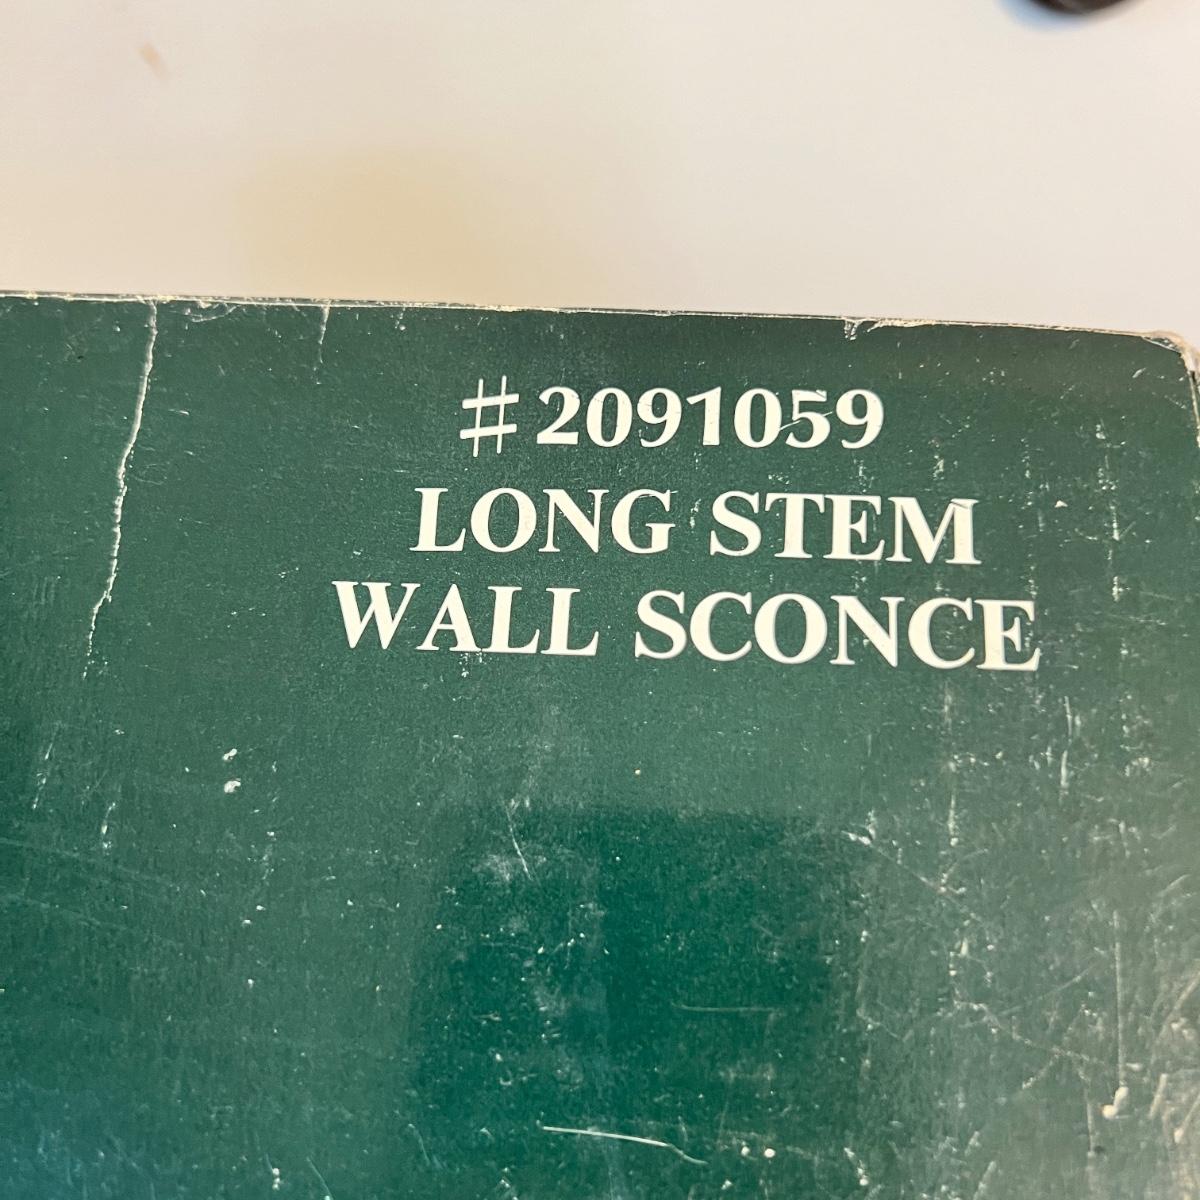 #2091059
LONG STEM
WALL SCONCE